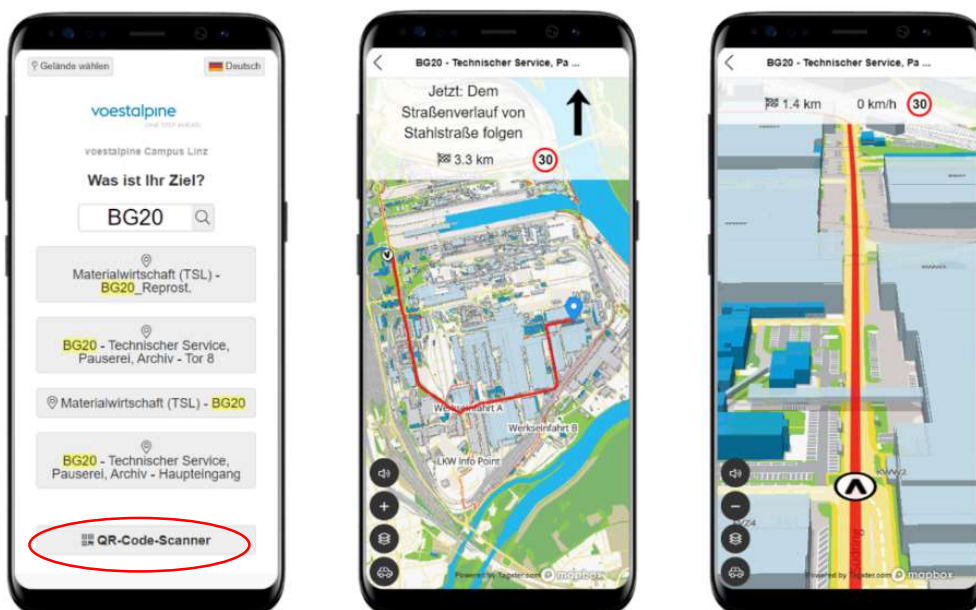 Gelände wählen
Deutsch
voestalpine
ONE STEP AHEAD.
voestalpine Campus Linz
Was ist Ihr Ziel?
BG20
Materialwirtschaft (TSL) -
BG20_Reprost.
BG20 - Technischer Service,
Pauserei, Archiv - Tor 8
Materialwirtschaft (TSL) - BG20
BG20 - Technischer Service,
Pauserei, Archiv - Haupteingang
QR-Code-Scanner
BG20 - Technischer Service, Pa ...
Jetzt: Dem
Straßenverlauf von
Stahlstraße folgen
3.3 km
30
Werkseinfahrt A
Werkseinfahrt B
LKW Info Point
Powered by Tagxter.com mapbox
BG20 - Technischer Service, Pa ...
1.4 km 0 km/h 30
KWW2
Powered by Tagxter.com mapbox